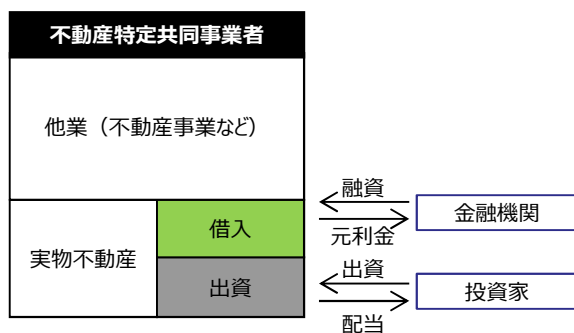 不動産特定共同事業者
他業（不動産事業など）
実物不動産
借入
出資
融資
元利金
金融機関
出資
配当
投資家